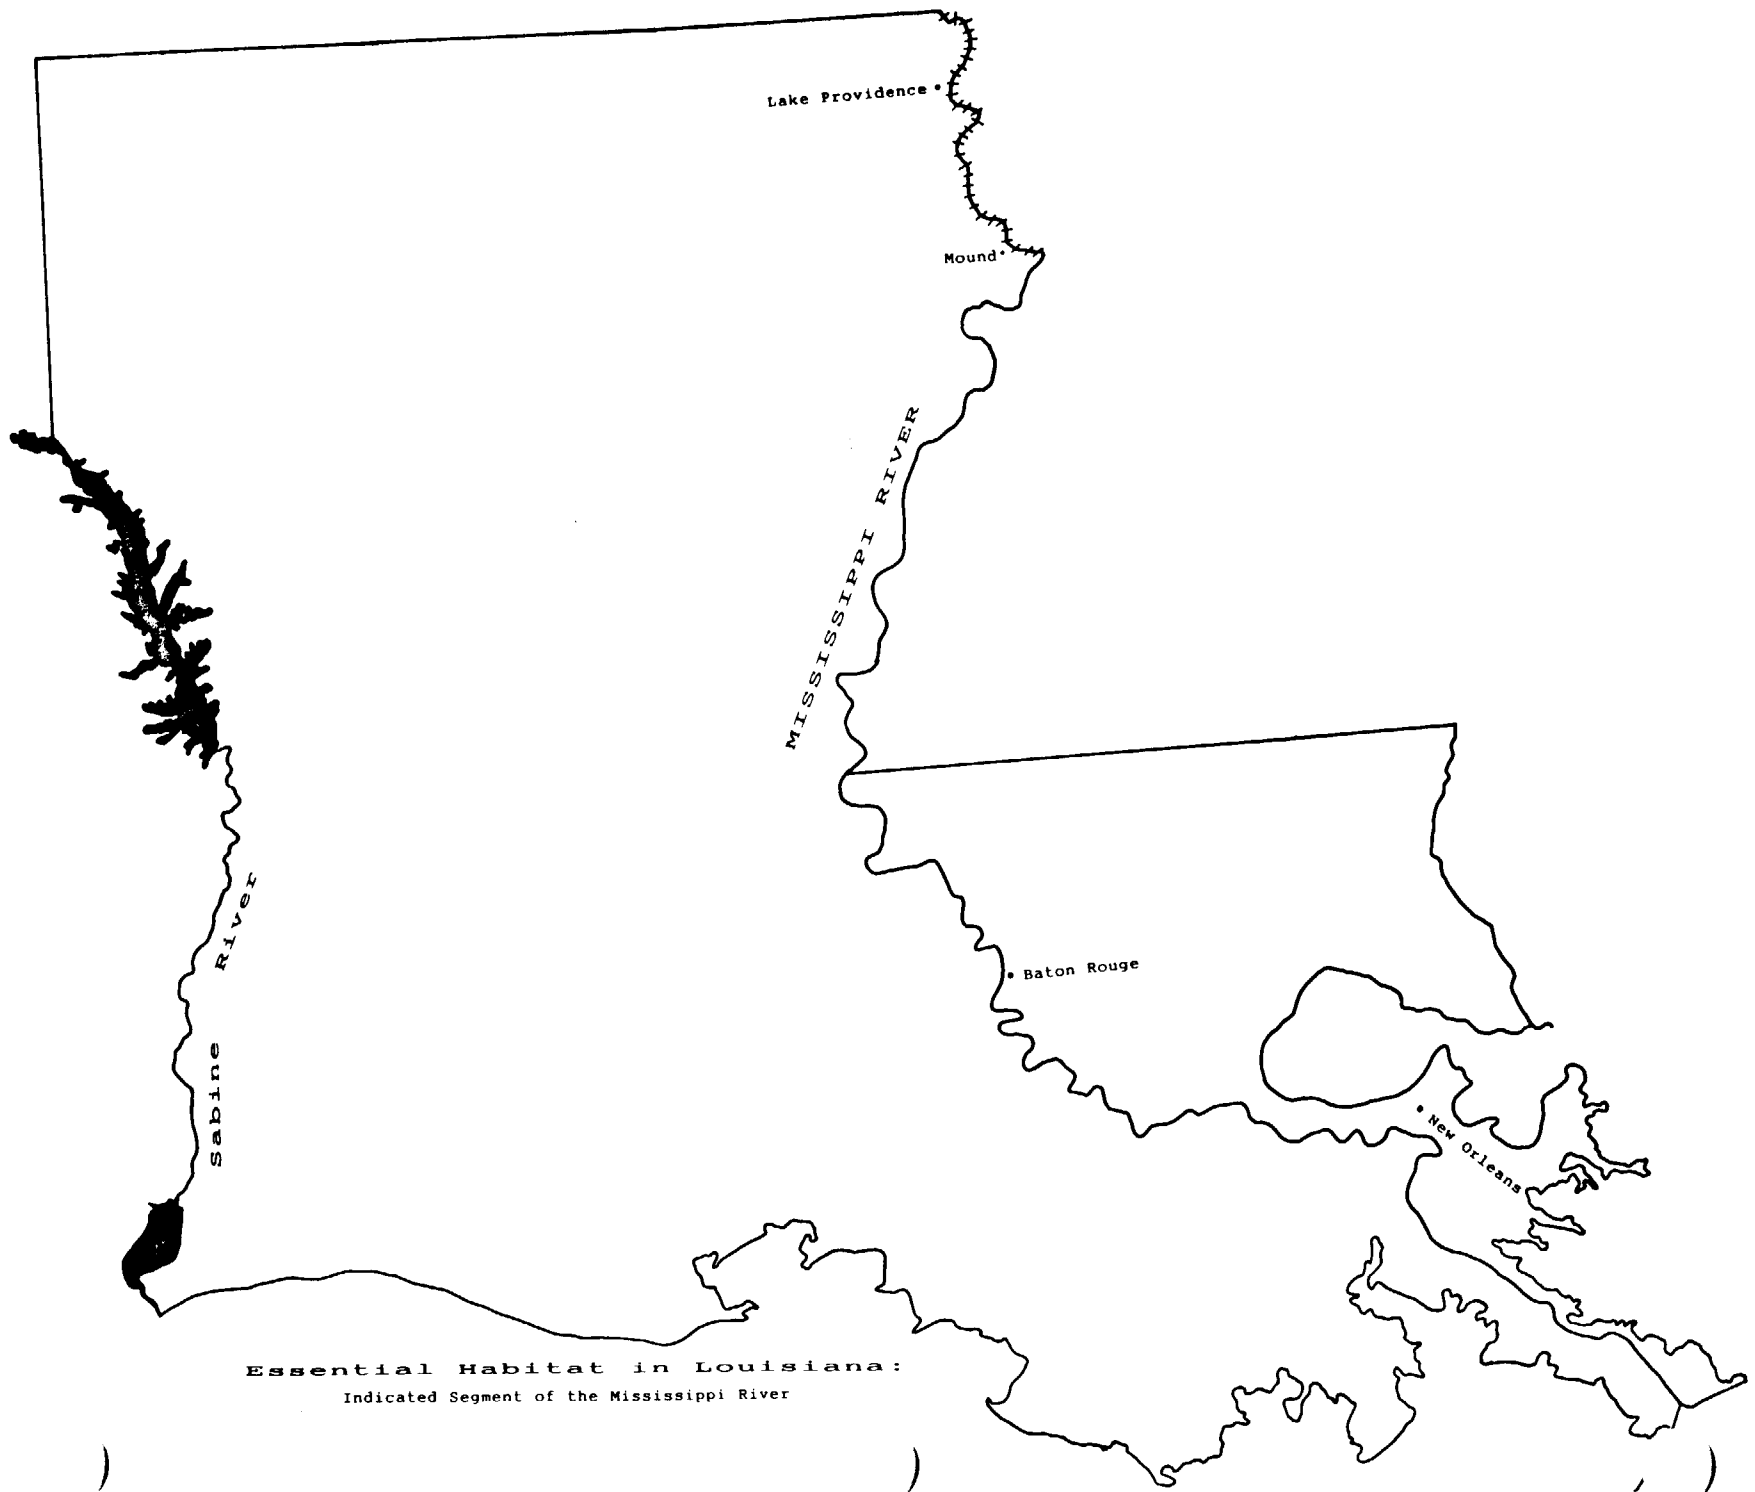 Lake Providence
Mound
MISSISSIPPI RIVER
Sabine River
Baton Rouge
New Orleans
Essential Habitat in Louisiana:
Indicated Segment of the Mississippi River